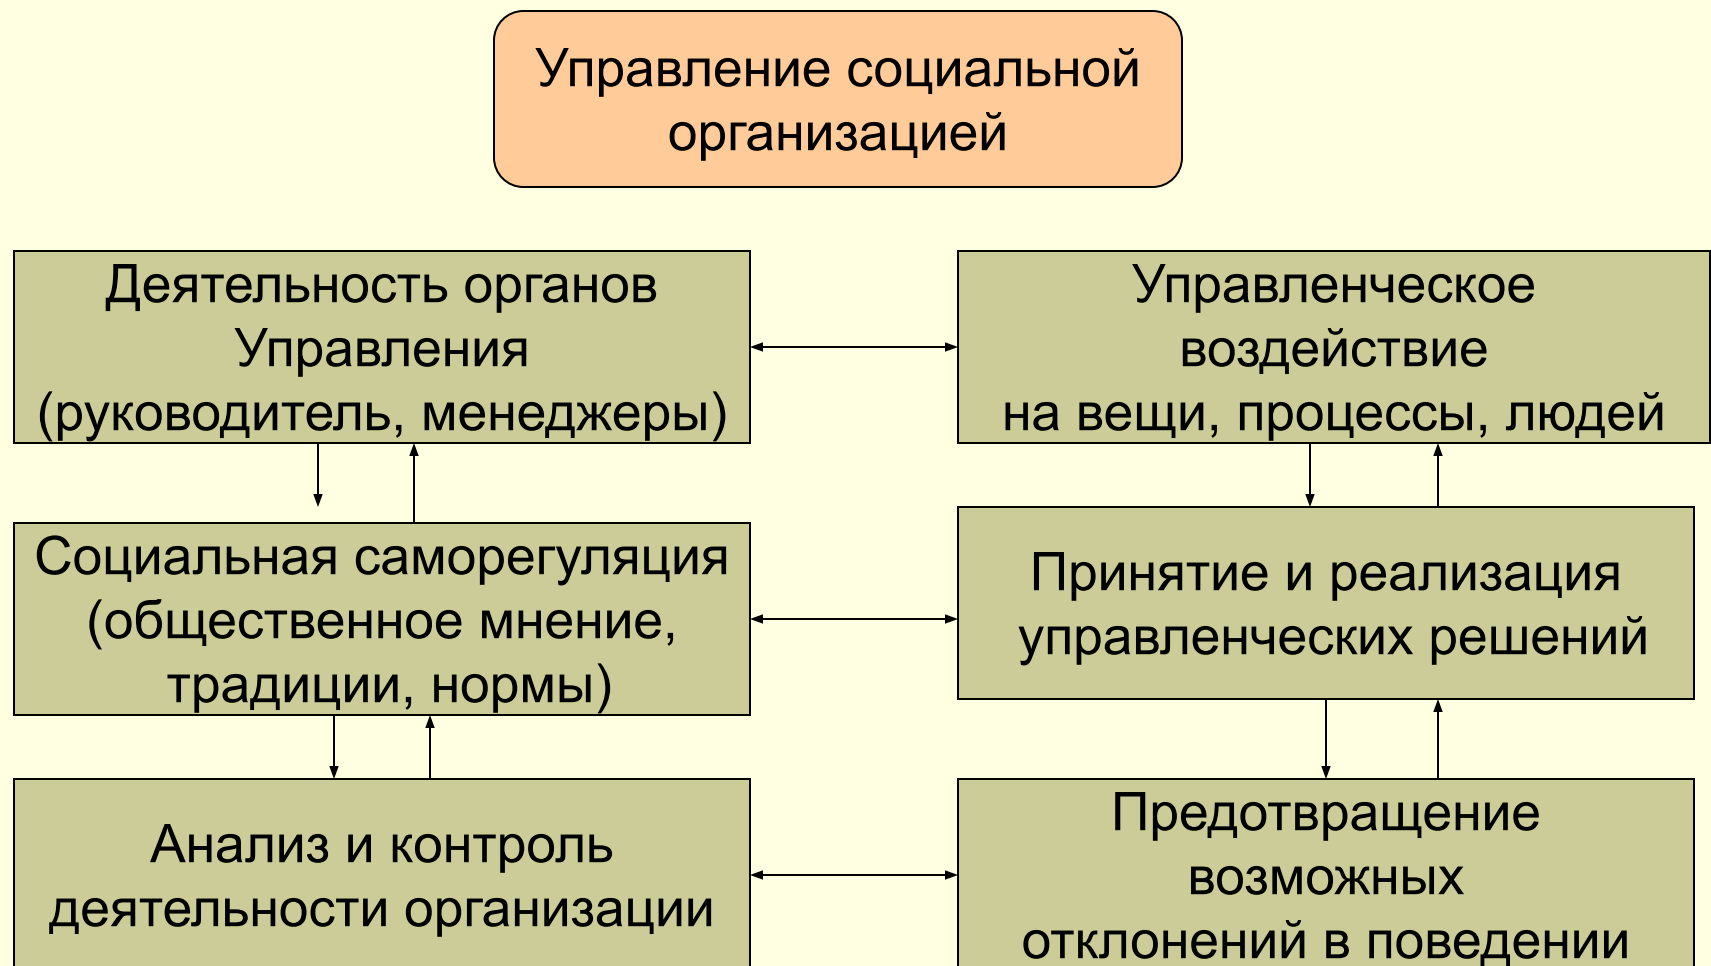 Управление социальной
организацией
Деятельность органов
Управления
(руководитель, менеджеры)
Управленческое
воздействие
на вещи, процессы, людей
Социальная саморегуляция
(общественное мнение,
традиции, нормы)
Принятие и реализация
управленческих решений
Анализ и контроль
деятельности организации
Предотвращение
возможных
отклонений в поведении